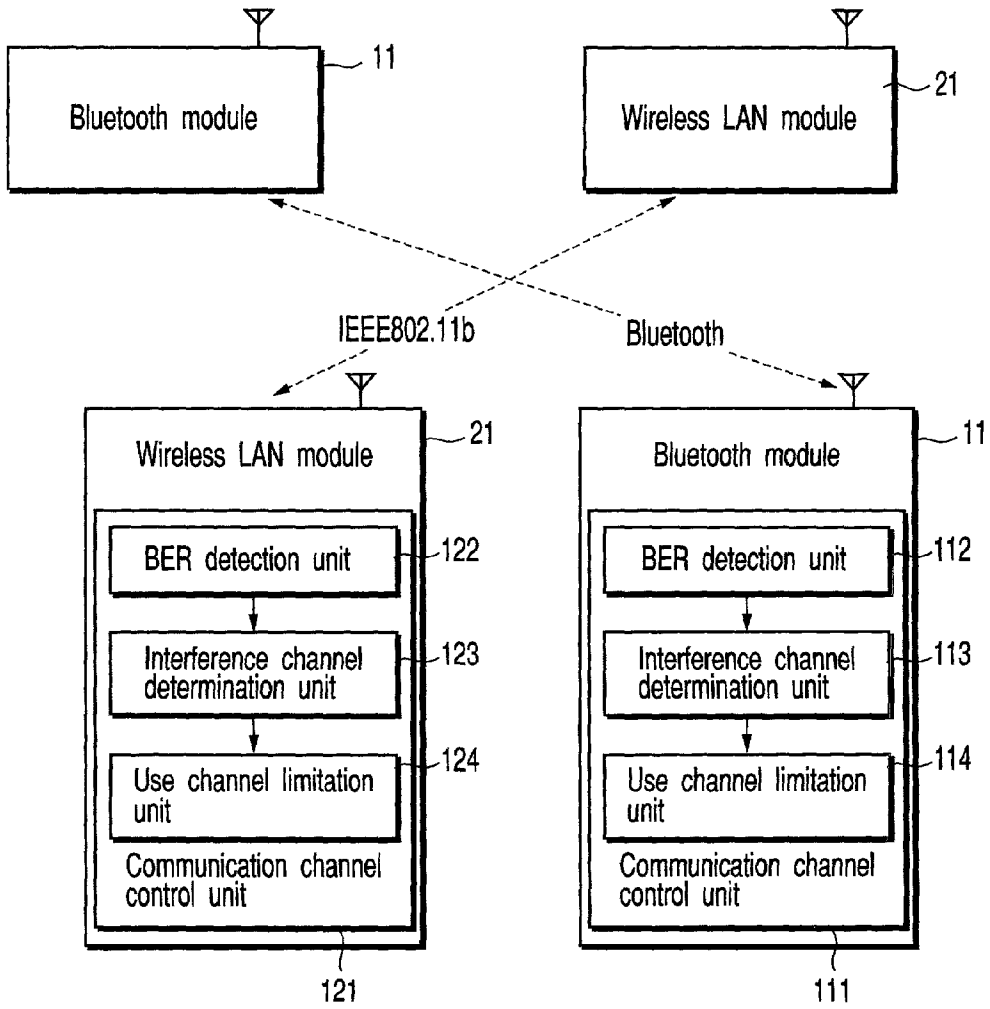 11
Bluetooth module
21
Wireless LAN module
IEEE802.11b
Bluetooth
21
Wireless LAN module
BER detection unit
122
Interference channel
determination unit
123
Use channel limitation
unit
124
Communication channel
control unit
121
11
Bluetooth module
BER detection unit
112
Interference channel
determination unit
113
Use channel limitation
unit
114
Communication channel
control unit
111